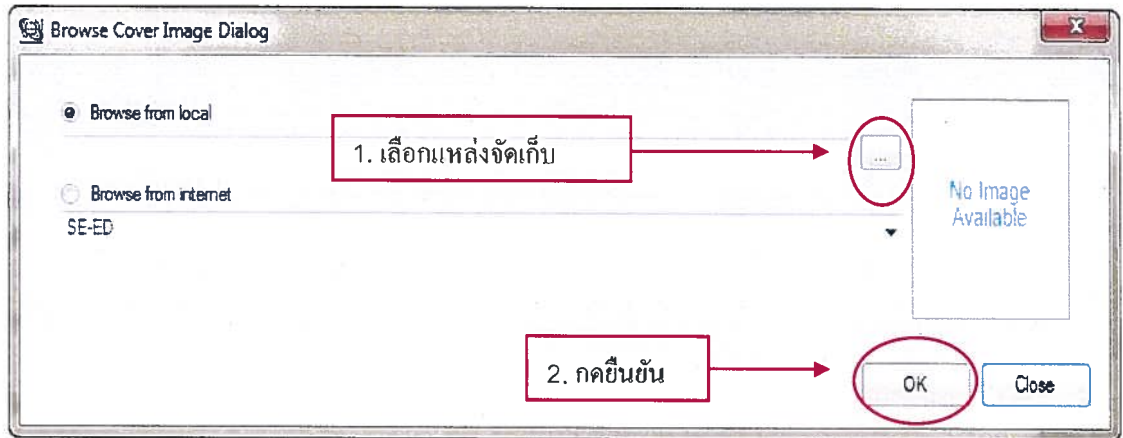 Browse Cover Image Dialog
Browse from local
1. เลือกแหล่งจัดเก็บ
...
Browse from internet
No Image
Available
SE-ED
2. กดยืนยัน
OK
Close